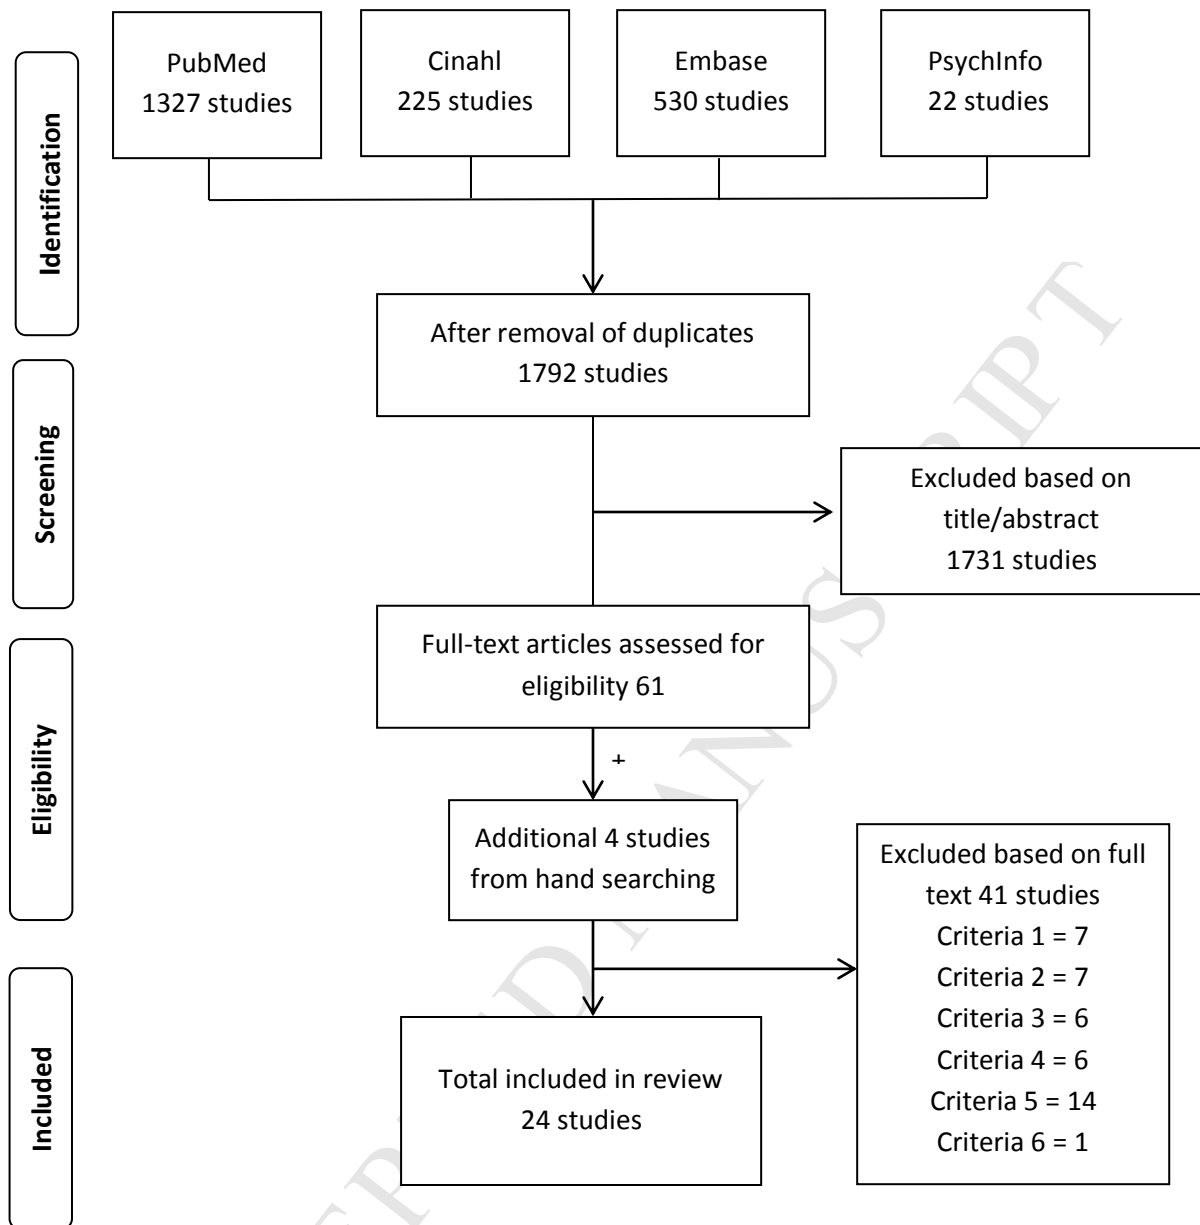 PubMed
1327 studies
Cinahl
225 studies
Embase
530 studies
PsychInfo
22 studies
Identification
After removal of duplicates
1792 studies
Screening
Excluded based on
title/abstract
1731 studies
Full-text articles assessed for
eligibility 61
+
Eligibility
Additional 4 studies
from hand searching
Excluded based on full
text 41 studies
Criteria 1 = 7
Criteria 2 = 7
Criteria 3 = 6
Criteria 4 = 6
Criteria 5 = 14
Criteria 6 = 1
Included
Total included in review
24 studies